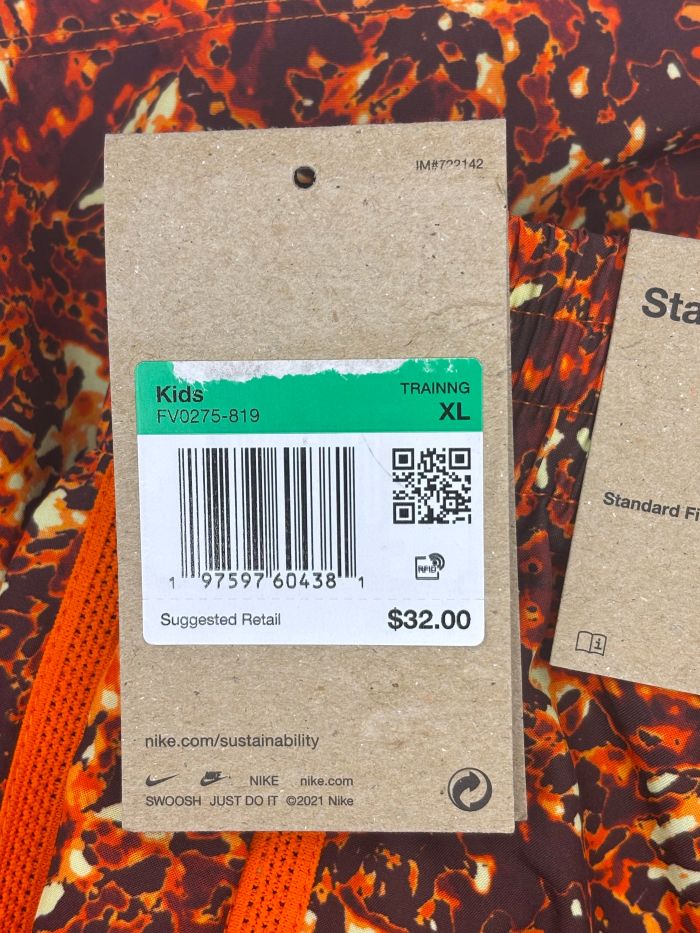 IM#722142
Kids
TRAINNG
FV0275-819
XL
1 97597 60438 1
RFID
Suggested Retail
$32.00
nike.com/sustainability
NIKE nike.com
SWOOSH JUST DO IT ©2021 Nike
Sta
Standard Fi
i